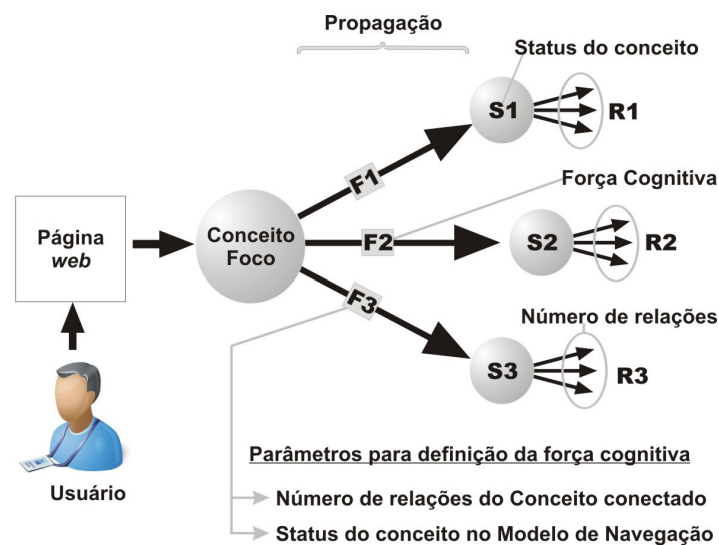 Propagação
Status do conceito
S1
R1
F1
Força Cognitiva
Página
web
Conceito
Foco
F2
S2
R2
F3
Número de relações
S3
R3
Usuário
Parâmetros para definição da força cognitiva
Número de relações do Conceito conectado
Status do conceito no Modelo de Navegação